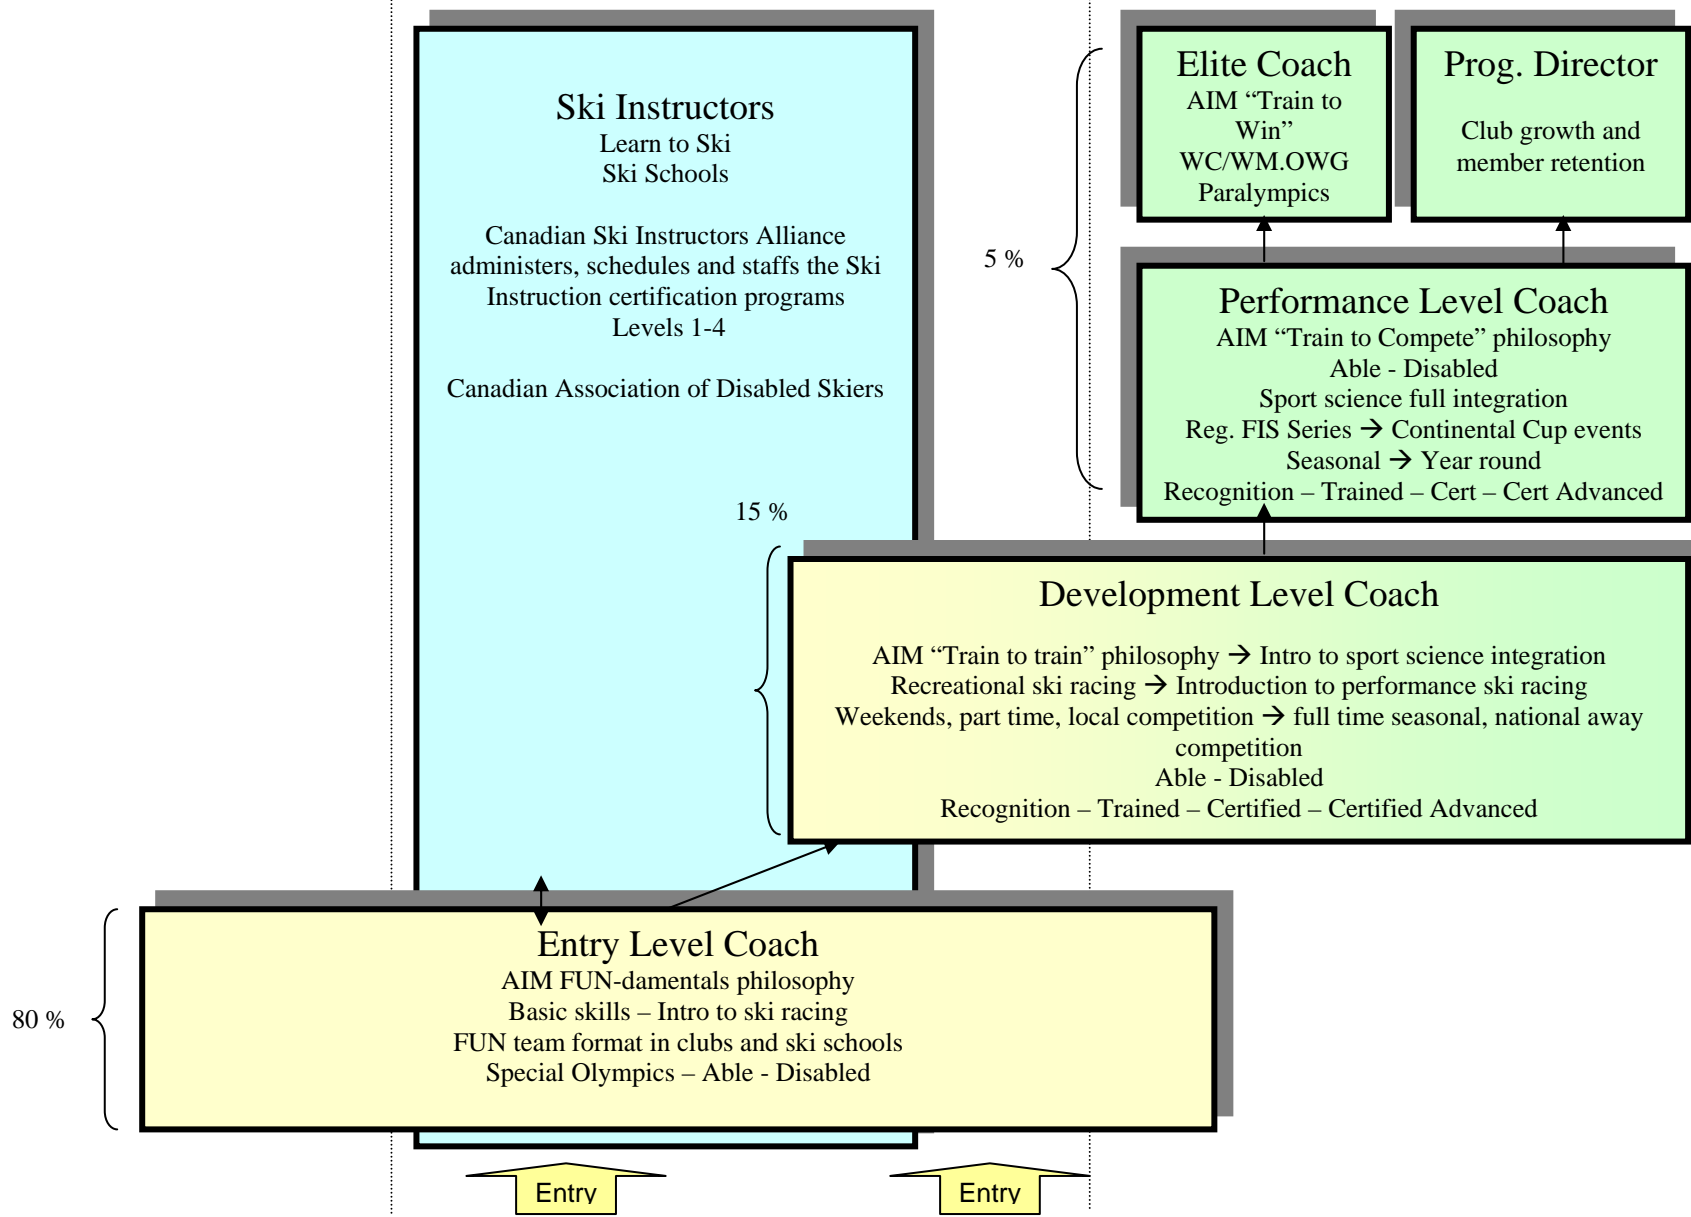 Ski Instructors
Learn to Ski
Ski Schools
Canadian Ski Instructors Alliance
administers, schedules and staffs the Ski
Instruction certification programs
Levels 1-4
Canadian Association of Disabled Skiers
Elite Coach
AIM “Train to
Win”
WC/WM.OWG
Paralympics
Prog. Director
Club growth and
member retention
5 %
Performance Level Coach
AIM “Train to Compete” philosophy
Able - Disabled
Sport science full integration
Reg. FIS Series → Continental Cup events
Seasonal → Year round
Recognition – Trained – Cert – Cert Advanced
15 %
Development Level Coach
AIM “Train to train” philosophy → Intro to sport science integration
Recreational ski racing → Introduction to performance ski racing
Weekends, part time, local competition → full time seasonal, national away
competition
Able - Disabled
Recognition – Trained – Certified – Certified Advanced
80 %
Entry Level Coach
AIM FUN-damentals philosophy
Basic skills – Intro to ski racing
FUN team format in clubs and ski schools
Special Olympics – Able - Disabled
Entry
Entry